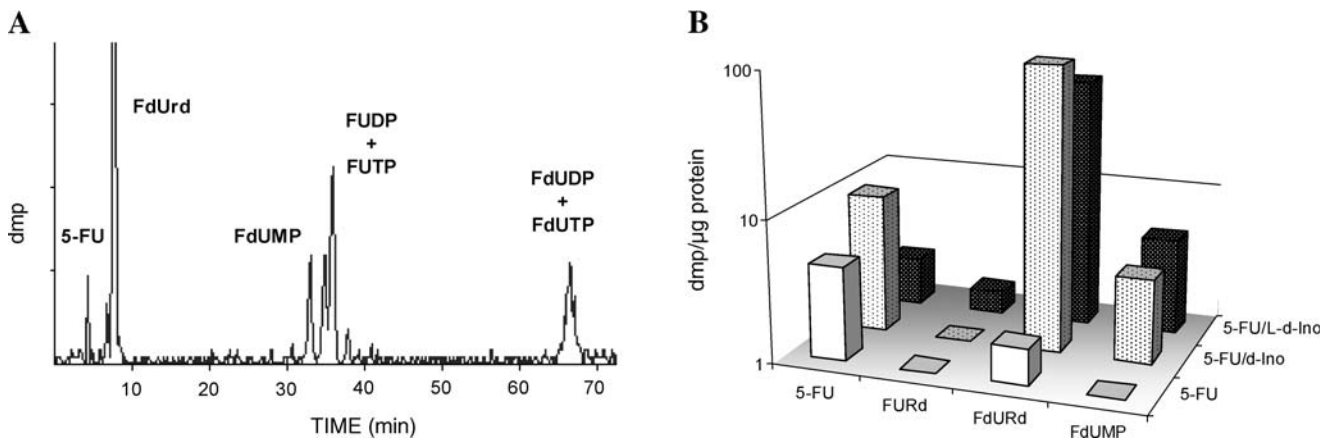 A
dmp
5-FU
FdUrd
FdUMP
FUDP
+
FUTP
FdUDP
+
FdUTP
10
20
30
40
50
60
70
TIME (min)
B
dmp/µg protein
100
10
1
5-FU
FURd
FdURd
FdUMP
5-FU/L-d-Ino
5-FU/d-Ino
5-FU